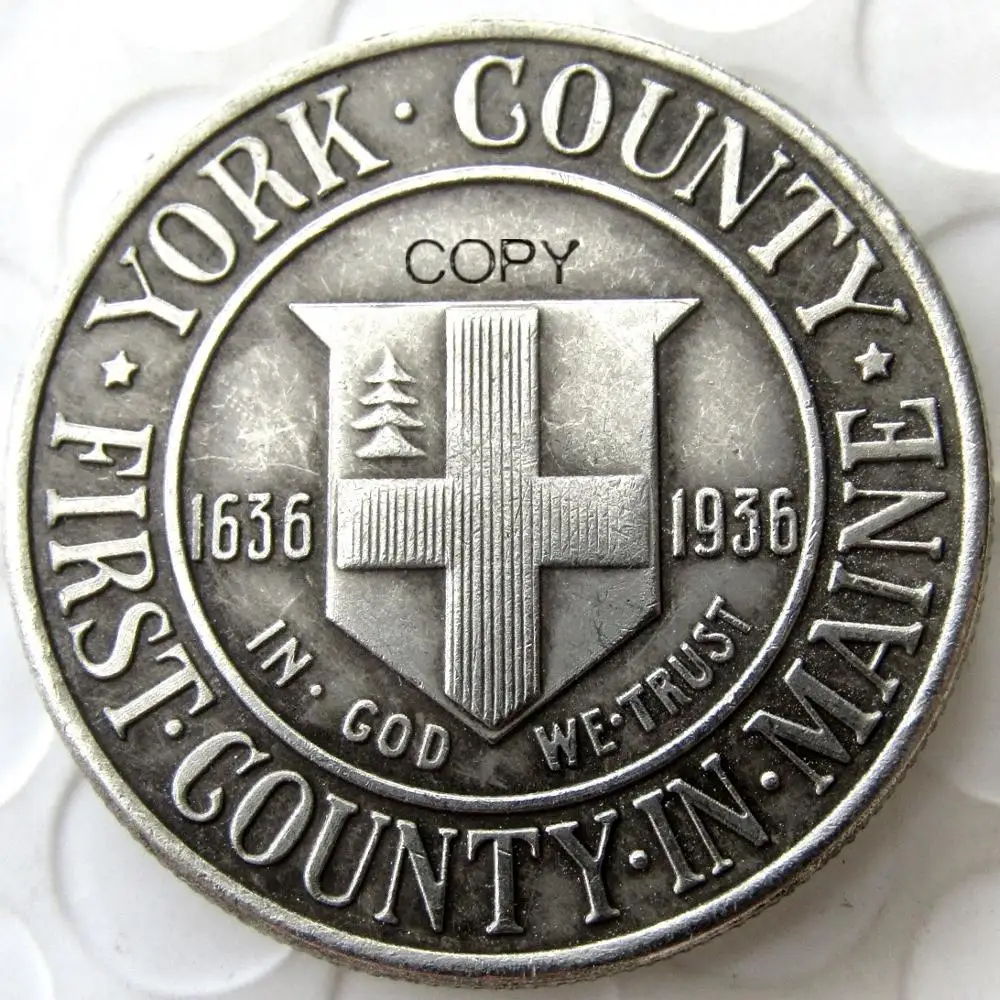 YORK · COUNTY
COPY
1636 1936
IN · GOD WE · TRUST
FIRST · COUNTY · IN · MAINE